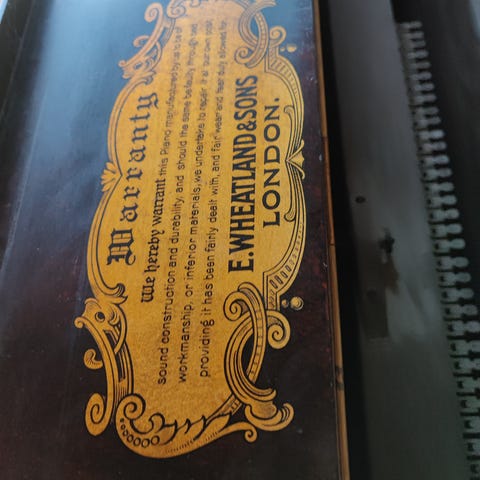 Warranty
We hereby warrant this Piano manufactured by us to be of
sound construction and durability, and should the same be faulty through bad
workmanship, or inferior materials, we undertake to repair it at our own cost,
providing it has been fairly dealt with, and fair wear and tear duly allowed for.
E.WHEATLAND&SONS
LONDON.